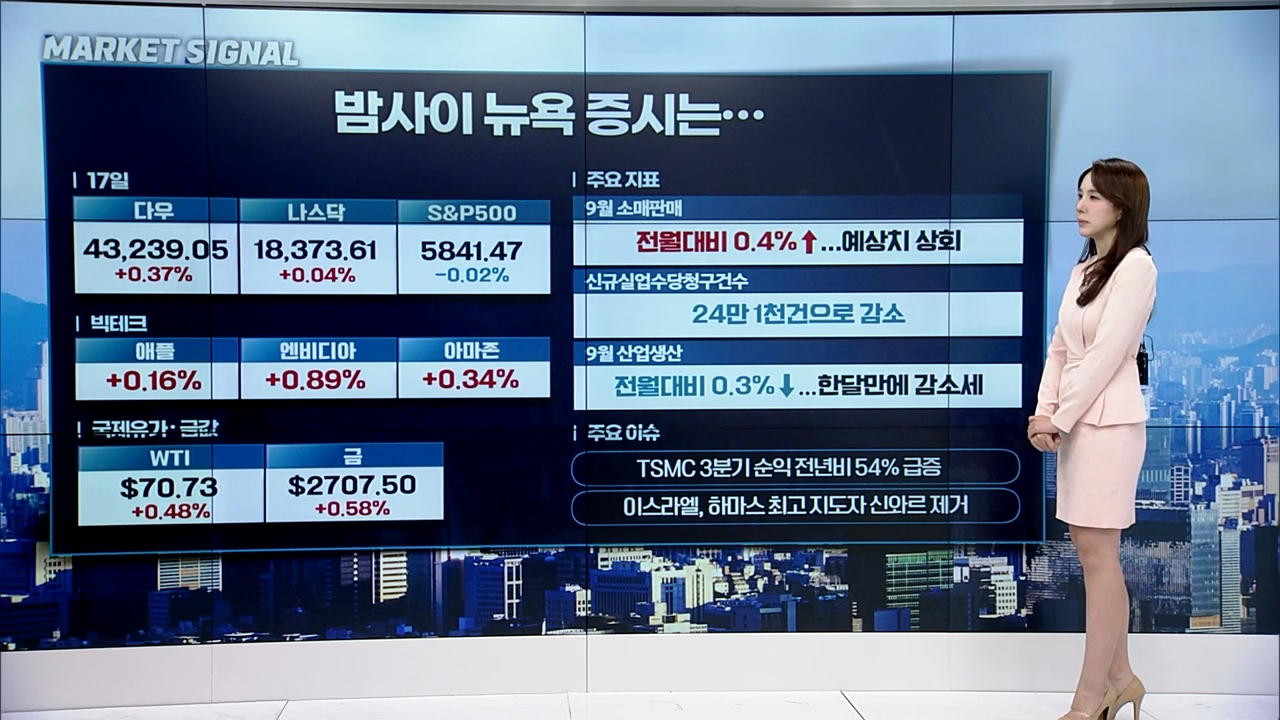 MARKET SIGNAL
밤사이 뉴욕 증시는…
17일
다우 나스닥 S&P500
43,239.05 18,373.61 5841.47
+0.37% +0.04% -0.02%
빅테크
애플 엔비디아 아마존
+0.16% +0.89% +0.34%
국제유가·금값
WTI 금
$70.73 $2707.50
+0.48% +0.58%
주요 지표
9월 소매판매
전월대비 0.4%↑...예상치 상회
신규실업수당청구건수
24만 1천건으로 감소
9월 산업생산
전월대비 0.3%↓...한달만에 감소세
주요 이슈
TSMC 3분기 순익 전년비 54% 급증
이스라엘, 하마스 최고 지도자 신와르 제거